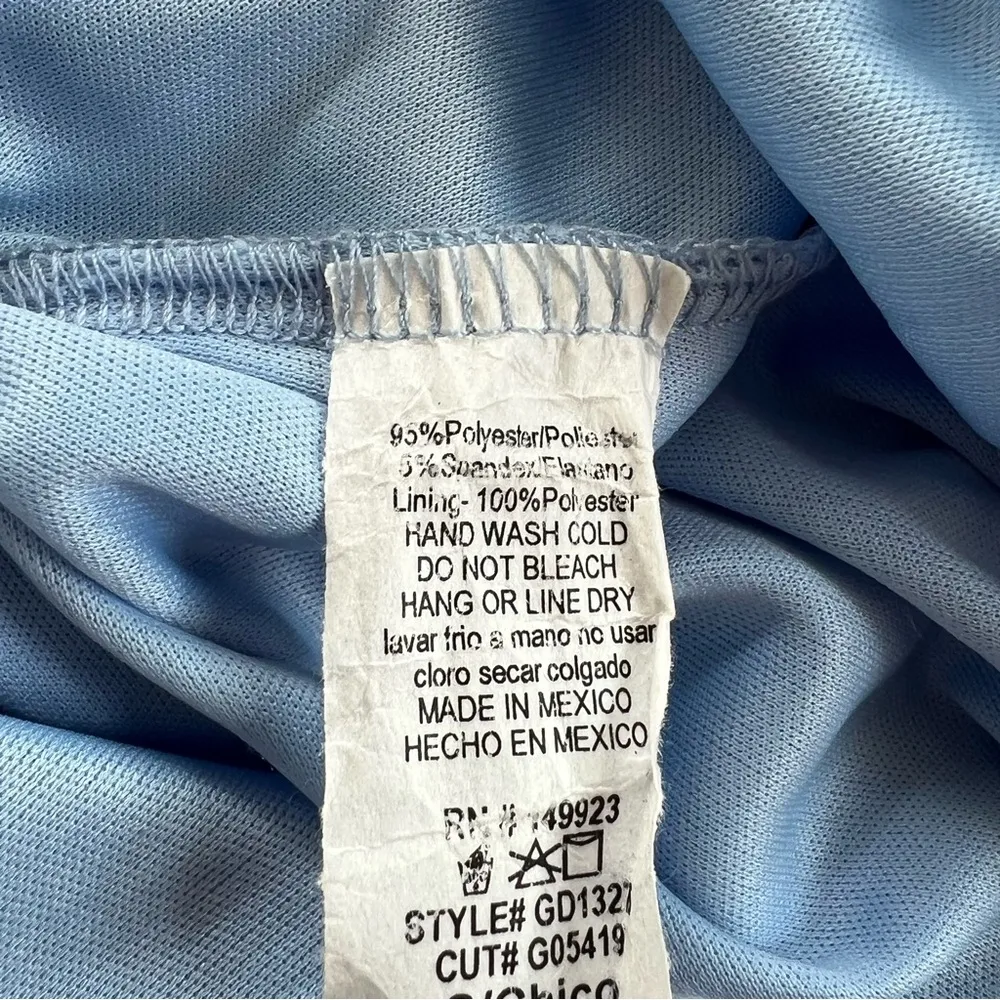 95%Polyester/Poliester
5%Spandex/Elastano
Lining- 100%Polyester
HAND WASH COLD
DO NOT BLEACH
HANG OR LINE DRY
lavar frio a mano no usar
cloro secar colgado
MADE IN MEXICO
HECHO EN MEXICO
RN # 149923
STYLE# GD1327
CUT# G05419
S/Chico